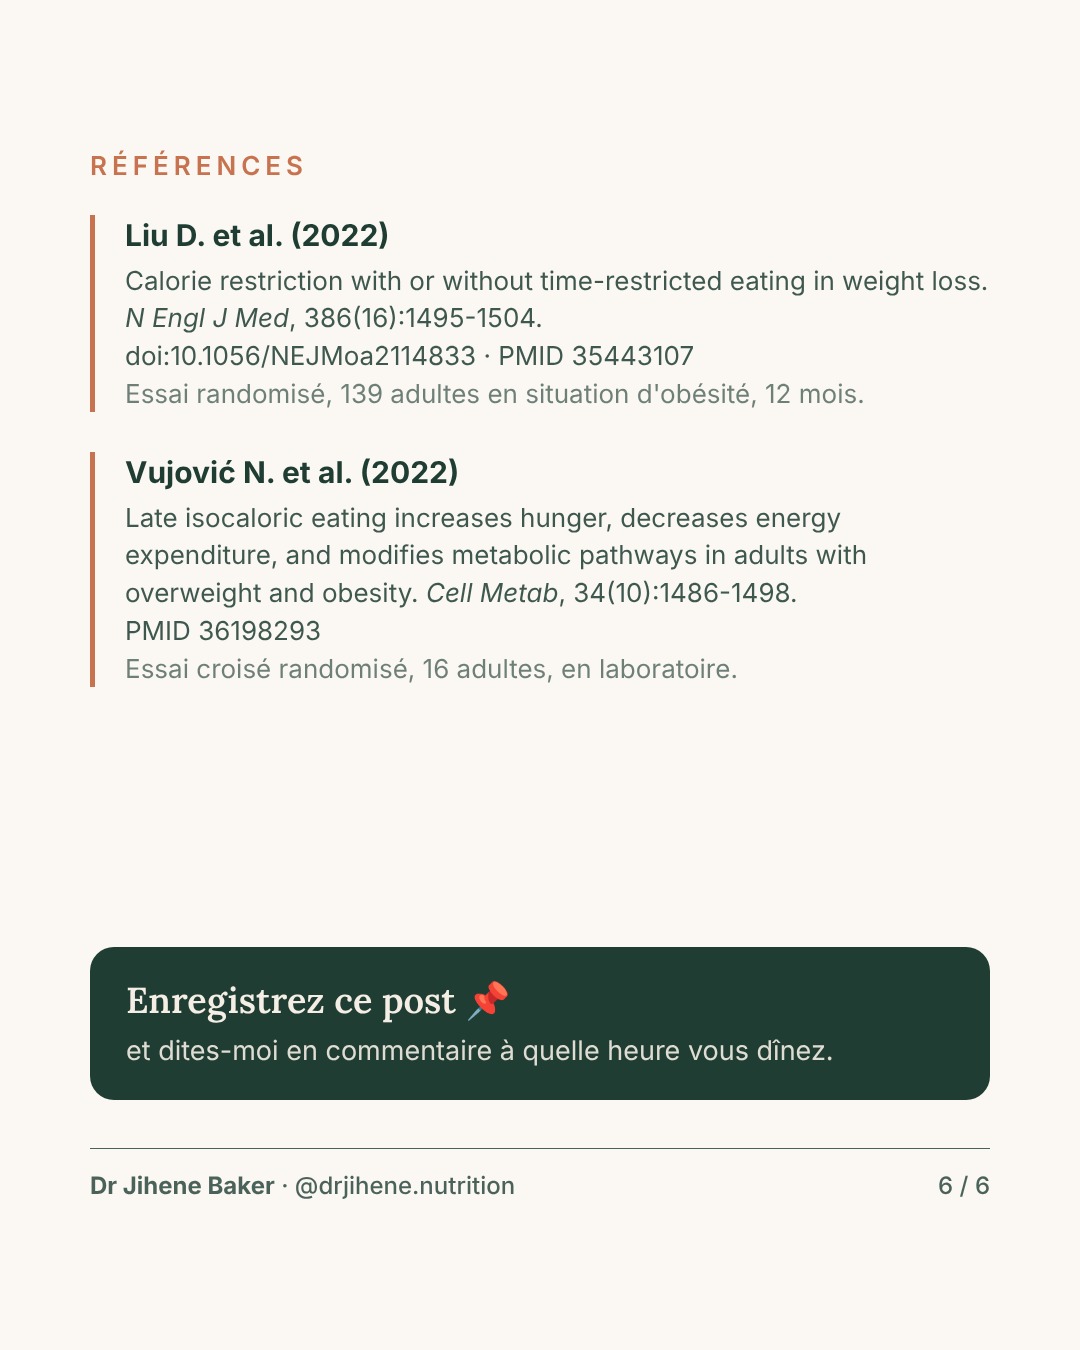 RÉFÉRENCES
Liu D. et al. (2022)
Calorie restriction with or without time-restricted eating in weight loss.
N Engl J Med, 386(16):1495-1504.
doi:10.1056/NEJMoa2114833 · PMID 35443107
Essai randomisé, 139 adultes en situation d'obésité, 12 mois.
Vujović N. et al. (2022)
Late isocaloric eating increases hunger, decreases energy
expenditure, and modifies metabolic pathways in adults with
overweight and obesity. Cell Metab, 34(10):1486-1498.
PMID 36198293
Essai croisé randomisé, 16 adultes, en laboratoire.
Enregistrez ce post 📌
et dites-moi en commentaire à quelle heure vous dînez.
Dr Jihene Baker · @drjihene.nutrition
6 / 6